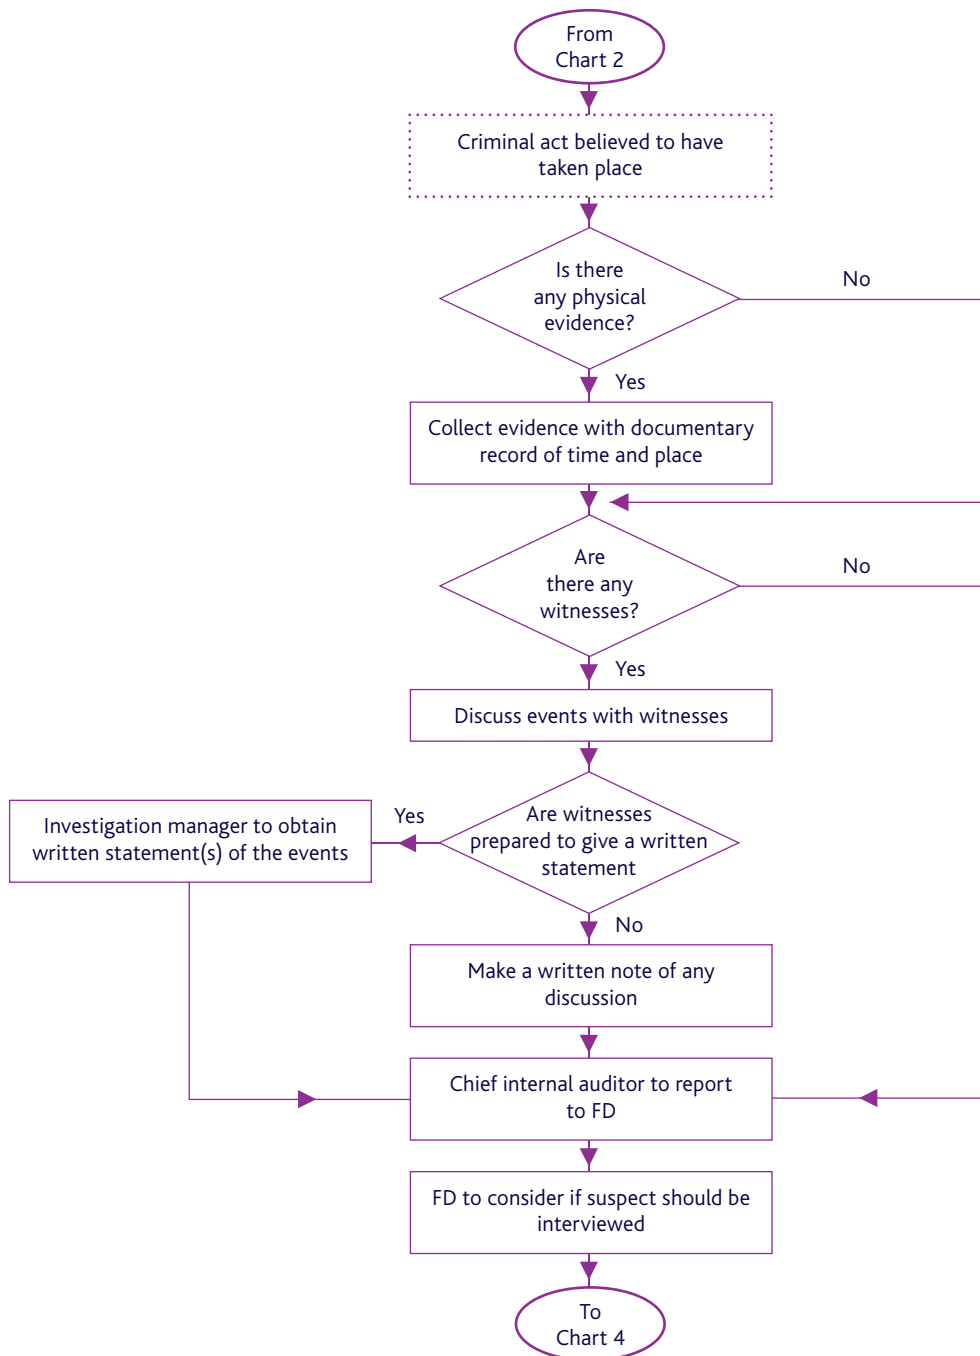 From
Chart 2
Criminal act believed to have
taken place
Is there
any physical
evidence?
No
Yes
Collect evidence with documentary
record of time and place
Are
there any
witnesses?
No
Yes
Discuss events with witnesses
Are witnesses
prepared to give a written
statement
Yes
Investigation manager to obtain
written statement(s) of the events
No
Make a written note of any
discussion
Chief internal auditor to report
to FD
FD to consider if suspect should be
interviewed
To
Chart 4